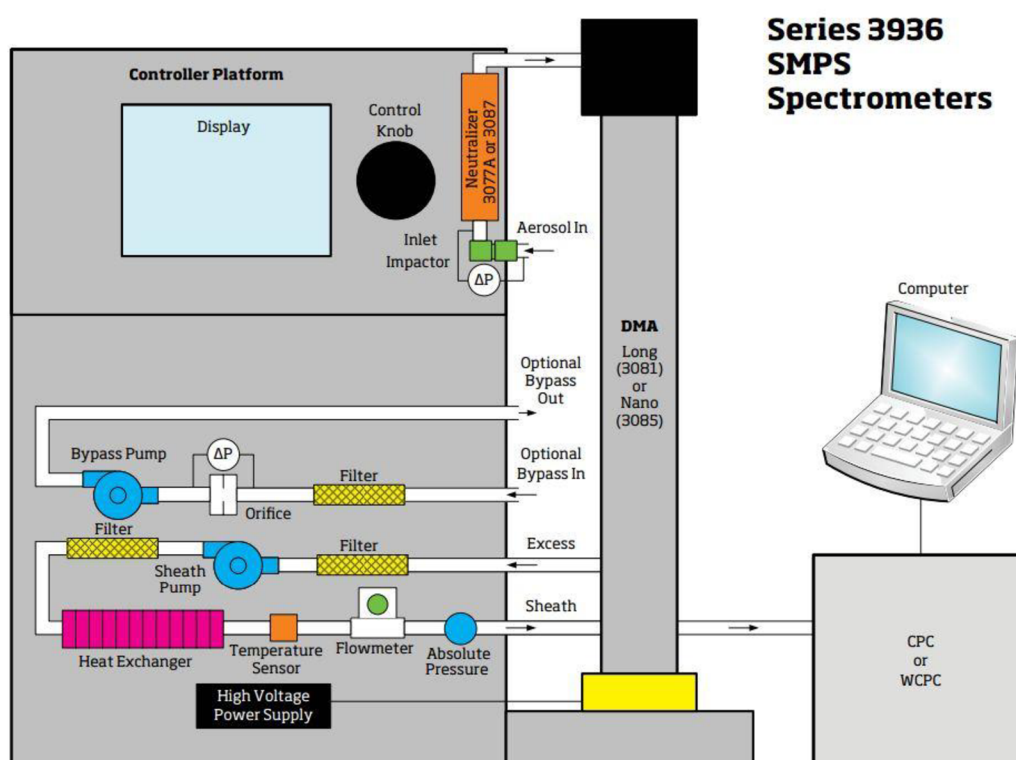 Series 3936
SMPS
Spectrometers
Controller Platform
Display
Control
Knob
Neutralizer
3077A or 3087
Aerosol In
Inlet
Impactor
ΔP
Computer
DMA
Long
(3081)
or
Nano
(3085)
Optional
Bypass
Out
Bypass Pump
ΔP
Filter
Optional
Bypass In
Orifice
Filter
Sheath
Pump
Filter
Excess
Sheath
Heat Exchanger
Temperature
Sensor
Flowmeter
Absolute
Pressure
High Voltage
Power Supply
CPC
or
WCPC